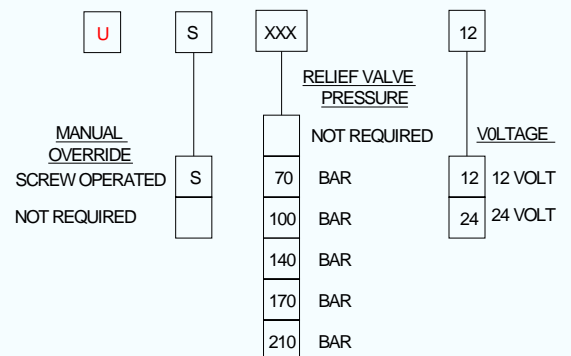 U S XXX 12
RELIEF VALVE
PRESSURE
MANUAL
OVERRIDE
NOT REQUIRED
V0LTAGE
SCREW OPERATED S
70 BAR
12 12 VOLT
NOT REQUIRED
100 BAR
24 24 VOLT
140 BAR
170 BAR
210 BAR